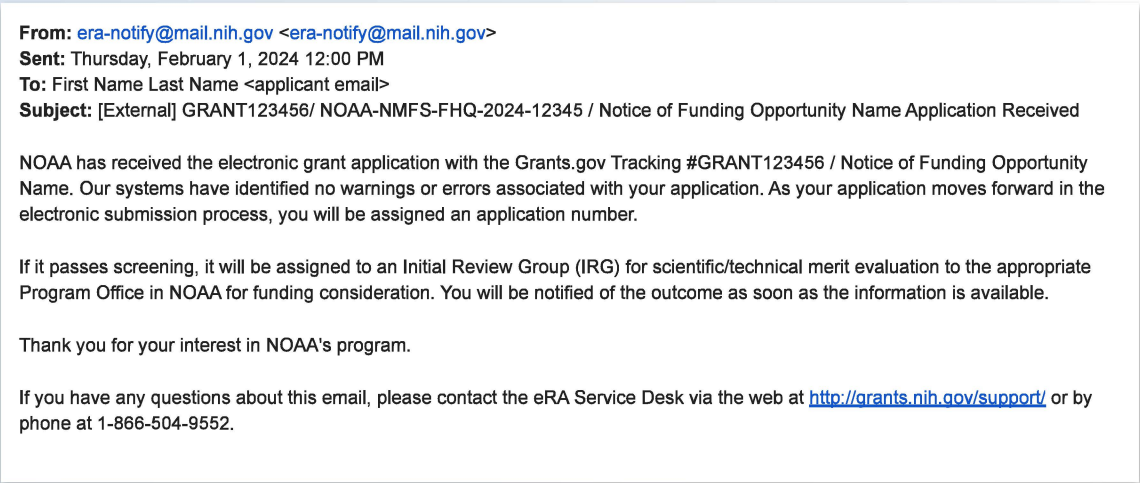 From: era-notify@mail.nih.gov <era-notify@mail.nih.gov>
Sent: Thursday, February 1, 2024 12:00 PM
To: First Name Last Name <applicant email>
Subject: [External] GRANT123456/ NOAA-NMFS-FHQ-2024-12345 / Notice of Funding Opportunity Name Application Received
NOAA has received the electronic grant application with the Grants.gov Tracking #GRANT123456 / Notice of Funding Opportunity
Name. Our systems have identified no warnings or errors associated with your application. As your application moves forward in the
electronic submission process, you will be assigned an application number.
If it passes screening, it will be assigned to an Initial Review Group (IRG) for scientific/technical merit evaluation to the appropriate
Program Office in NOAA for funding consideration. You will be notified of the outcome as soon as the information is available.
Thank you for your interest in NOAA's program.
If you have any questions about this email, please contact the eRA Service Desk via the web at http://grants.nih.gov/support/ or by
phone at 1-866-504-9552.